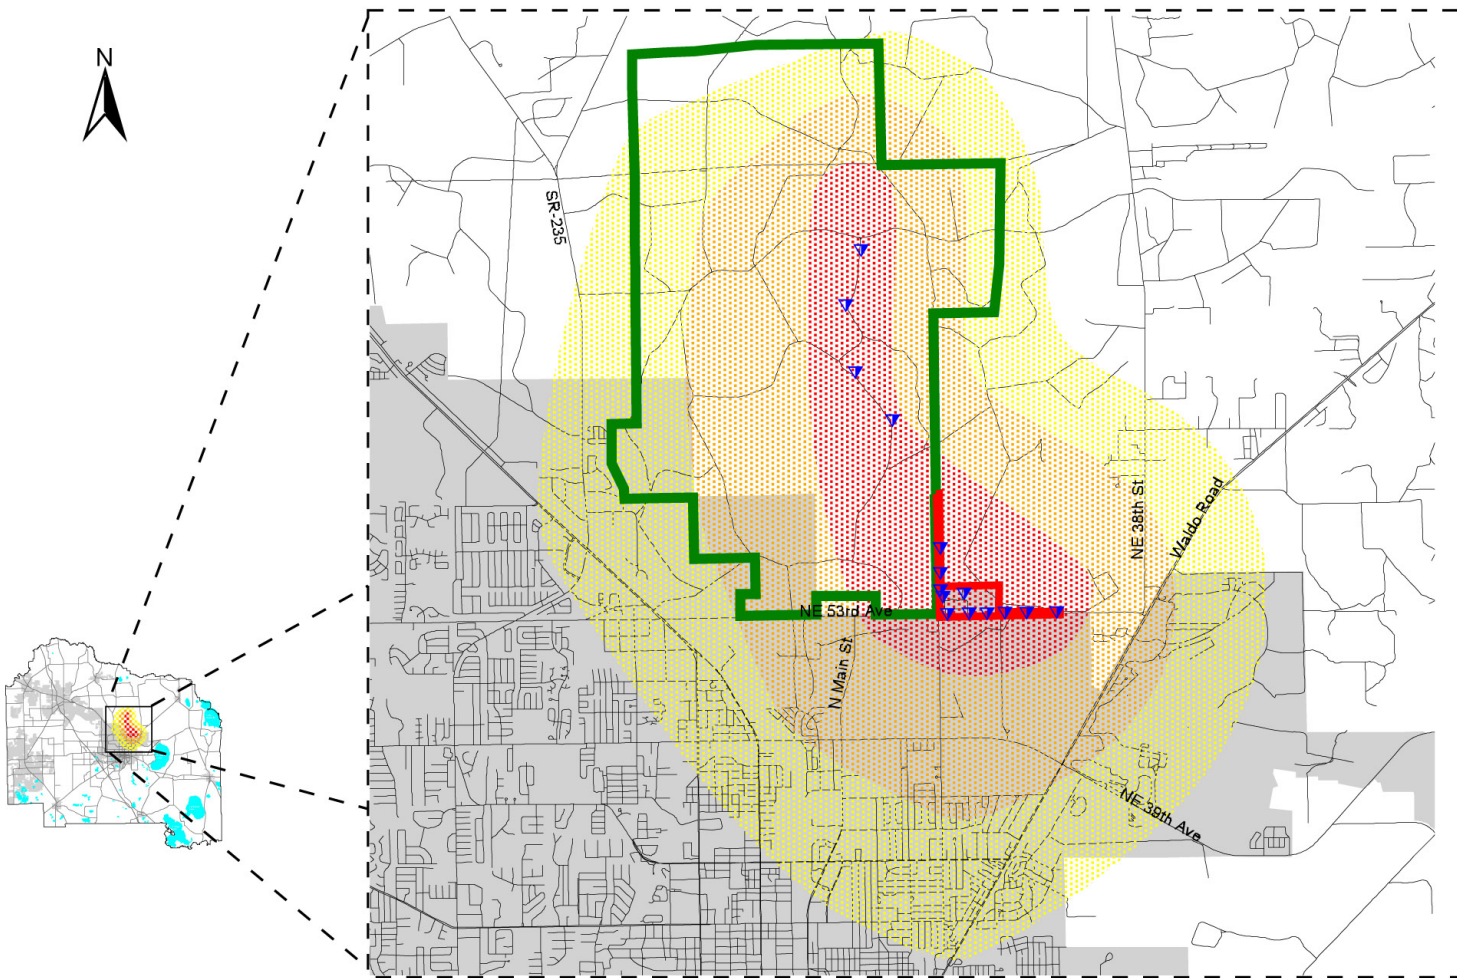 N
SR-235
NE 38th St
Waldo Road
NE 53rd Ave
N Main St
NE 39th Ave